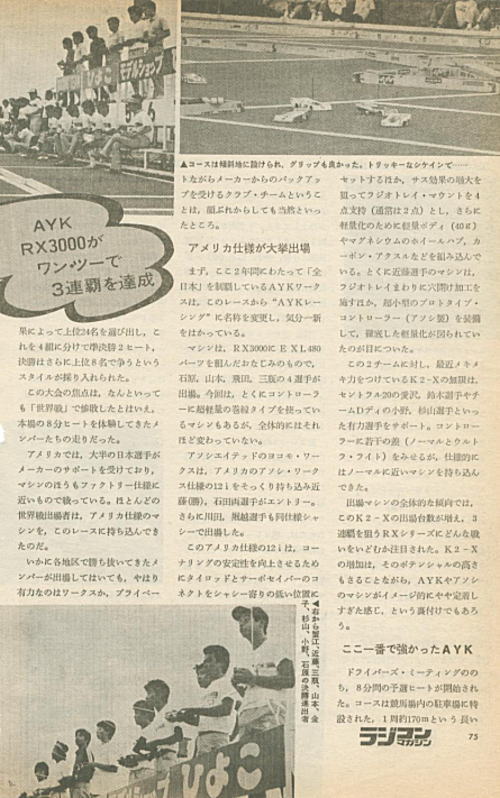 ひよこ
モデルショップ
▲コースは傾斜地に設けられ、グリップも良かった。トリッキーなシケインで……
AYK
RX3000が
ワン・ツーで
3連覇を達成
果によって上位24名を選び出し、こ
れを4組に分けて準決勝2ヒート、
決勝はさらに上位8名で争うという
スタイルが採り入れられた。
この大会の焦点は、なんといって
も「世界戦」で惨敗したとはいえ、
本場の8分ヒートを体験してきたメ
ンバーたちの走りだった。
アメリカでは、大半の日本選手が
メーカーのサポートを受けており、
マシンのほうもファクトリー仕様に
近いもので戦っている。ほとんどの
世界戦出場者は、アメリカ仕様のマ
シンを、このレースに持ち込んでき
たのだ。
いかに各地区で勝ち抜いてきたメ
ンバーが出場してはいても、やはり
有力なのはワークスか、プライベー
トながらメーカーからのバックアッ
プを受けるクラブ・チームというこ
とは、顔ぶれからしても当然といっ
たところ。
アメリカ仕様が大挙出場
まず、ここ2年間にわたって「全
日本」を制覇しているAYKワーク
スは、このレースから“AYKレー
シング”に名称を変更し、気分一新
をはかっている。
マシンは、RX3000にEXL480
パーツを組んだおなじみのもので、
石原、山本、飛田、三瓶の4選手が
出場。今回は、とくにコントローラ
ーに超軽量の巻線タイプを使ってい
るマシンもあるが、全体的にはそれ
ほど変わっていない。
アソシエイテッドのヨコモ・ワー
クスは、アメリカのアソシ・ワーク
ス仕様の12iをそっくり持ち込み近
藤(勝)、石田両選手がエントリー。
さらに川田、堀越選手も同仕様シャ
シーで出場した。
このアメリカ仕様の12iは、コー
ナリングの安定性を向上させるため
にタイロッドとサーボセイバーのコ
ネクトをシャシー寄りの低い位置に
セットするほか、サス効果の増大を
狙ってラジオトレイ・マウントを4
点支持(通常は2点)とし、さらに
軽量化のために軽量ボディ(40g)
やマグネシウムのホイールハブ、カ
ーボン・アクスルなどを組み込んで
いる。とくに近藤選手のマシンは、
ラジオトレイまわりに穴開け加工を
施すほか、超小型のプロトタイプ・
コントローラー(アソシ製)を装備
して、徹底した軽量化が図られてい
たのが目についた。
この2チームに対し、最近メキメ
キ力をつけているK2-Xの加藤は、
セントラル20の愛沢、鈴木選手やチ
ームDディの小野、杉山選手といっ
た有力選手をサポート。コントロー
ラーに若干の差(ノーマルとウルト
ラ・ライト)をみせるが、仕様的に
はノーマルに近いマシンを持ち込ん
できた。
出場マシンの全体的な傾向では、
このK2-Xの出場台数が増え、3
連覇を狙うRXシリーズにどんな戦
いをいどむか注目された。K2-X
の増加は、そのポテンシャルの高さ
もさることながら、AYKやアソシ
のマシンがイメージ的にやや定着し
すぎた感じ、という裏付けでもあろ
う。
ここ一番で強かったAYK
ドライバーズ・ミーティングのの
ち、8分間の予選ヒートが開始され
た。コースは競馬場内の駐車場に特
設された、1周約170mという長い
◀右から蟹江、近藤、三瓶、山本、金
子、杉山、小野、石原の決勝進出者
ひよこ
ラジコン
マガジン
75